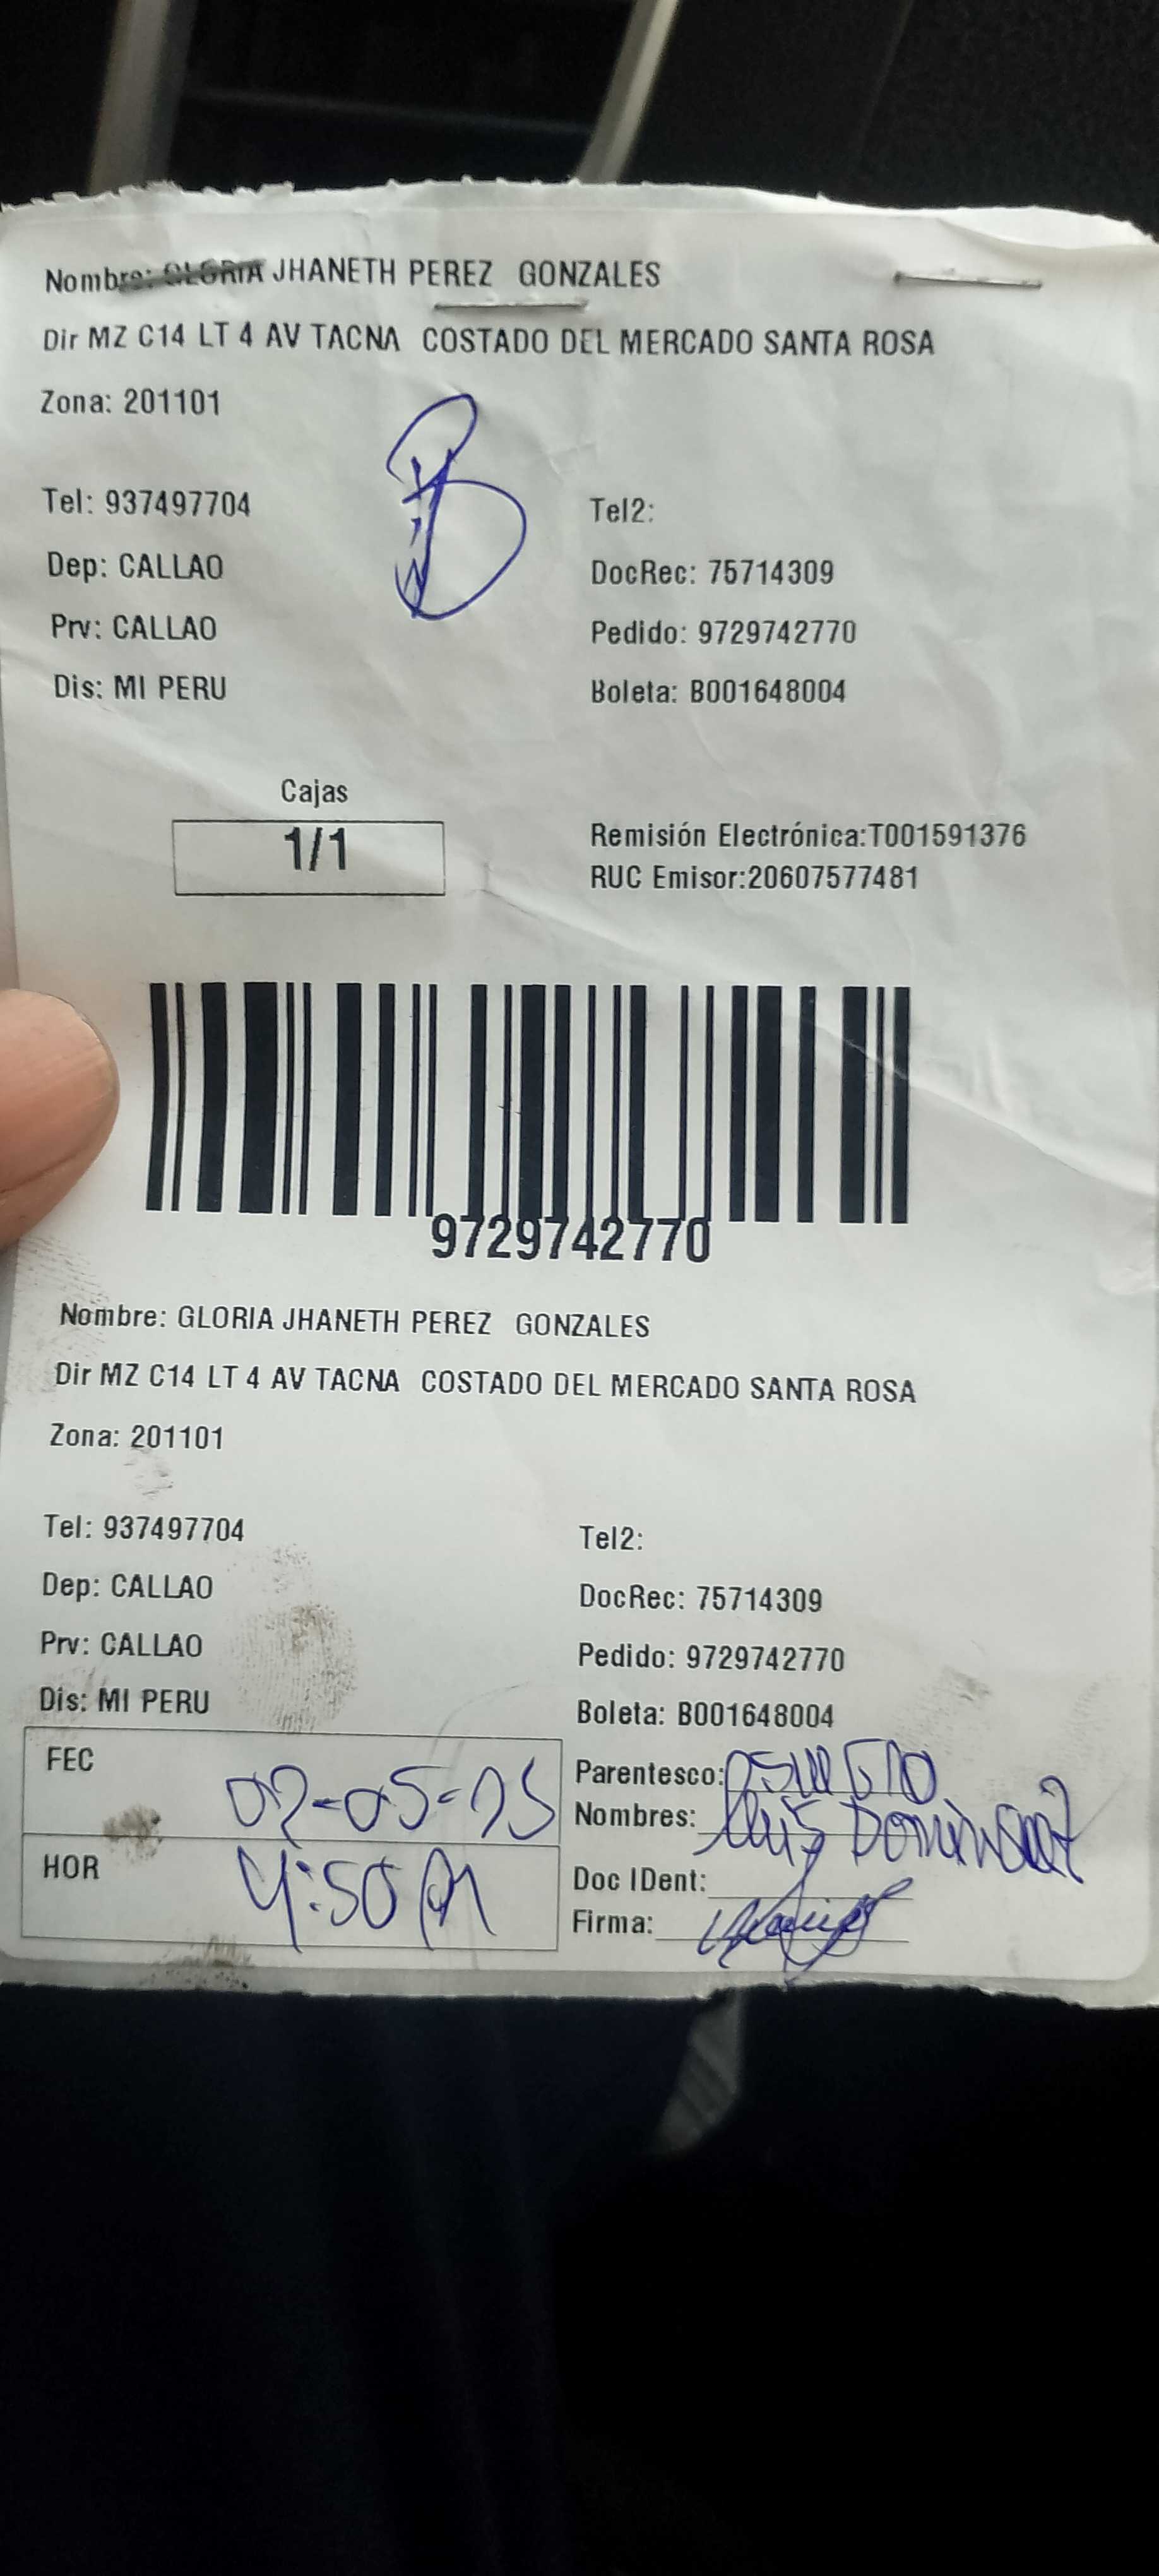 Nombre: GLORIA JHANETH PEREZ GONZALES
Dir MZ C14 LT 4 AV TACNA COSTADO DEL MERCADO SANTA ROSA
Zona: 201101
Tel: 937497704
Tel2:
Dep: CALLAO
DocRec: 75714309
Prv: CALLAO
Pedido: 9729742770
Dis: MI PERU
Boleta: B001648004
Cajas
1/1
Remisión Electrónica:T001591376
RUC Emisor:20607577481
9729742770
Nombre: GLORIA JHANETH PEREZ GONZALES
Dir MZ C14 LT 4 AV TACNA COSTADO DEL MERCADO SANTA ROSA
Zona: 201101
Tel: 937497704
Tel2:
Dep: CALLAO
DocRec: 75714309
Prv: CALLAO
Pedido: 9729742770
Dis: MI PERU
Boleta: B001648004
FEC
Parentesco:
Nombres: Luis
HOR 4:50
Doc IDent:
Firma: